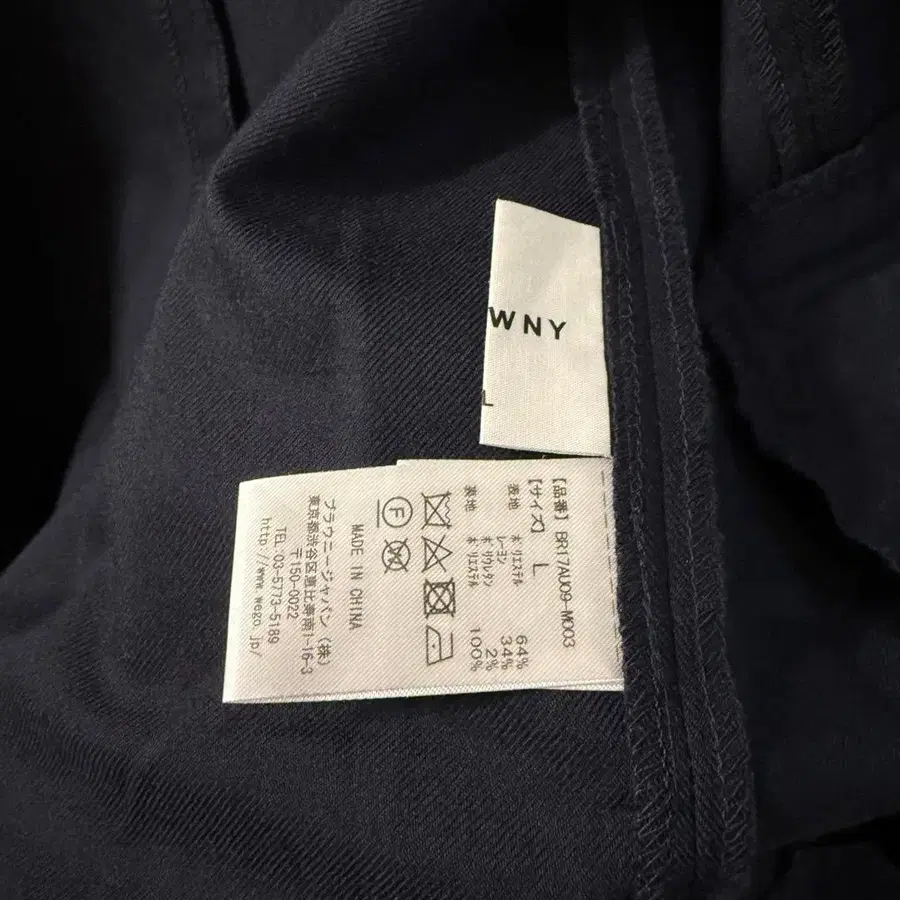 WNY
L
【品番】BR17AU09-M003
【サイズ】 L
表地 ポリエステル 64%
レーヨン 34%
ポリウレタン 2%
裏地 ポリエステル 100%
F
W
MADE IN CHINA
ブラウニージャパン(株)
東京都渋谷区恵比寿南1-16-3
〒150-0022
TEL 03-5773-5189
http://www.wego.jp/